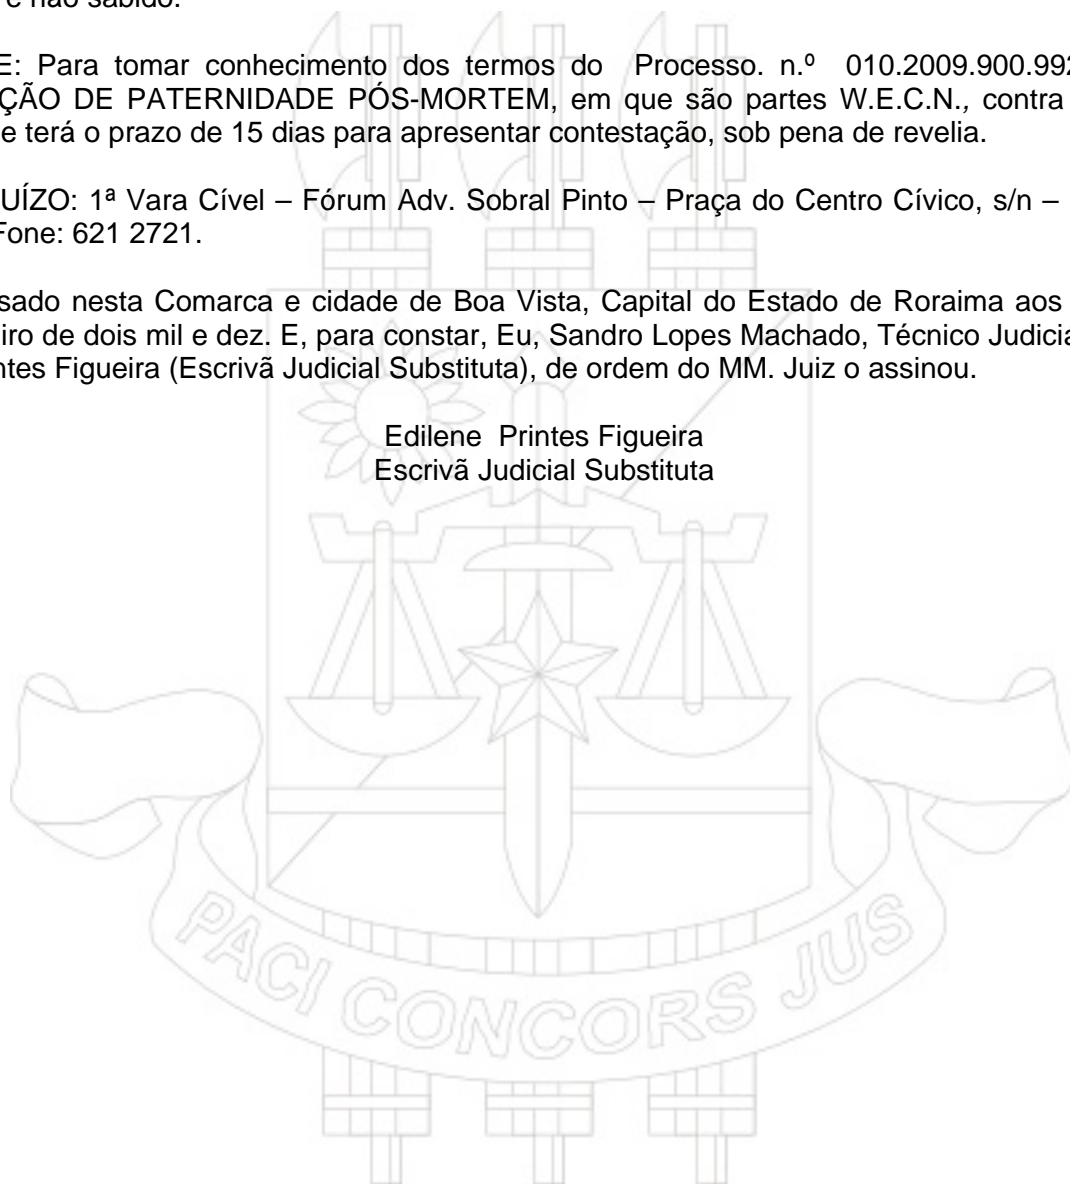 e não sabido.
E: Para tomar conhecimento dos termos do Processo. n.º 010.2009.900.992
ÇÃO DE PATERNIDADE PÓS-MORTEM, em que são partes W.E.C.N., contra
e terá o prazo de 15 dias para apresentar contestação, sob pena de revelia.
UÍZO: 1ª Vara Cível – Fórum Adv. Sobral Pinto – Praça do Centro Cívico, s/n –
Fone: 621 2721.
sado nesta Comarca e cidade de Boa Vista, Capital do Estado de Roraima aos
iro de dois mil e dez. E, para constar, Eu, Sandro Lopes Machado, Técnico Judicia
ntes Figueira (Escrivã Judicial Substituta), de ordem do MM. Juiz o assinou.
Edilene Printes Figueira
Escrivã Judicial Substituta
PACI CONCORS JUS